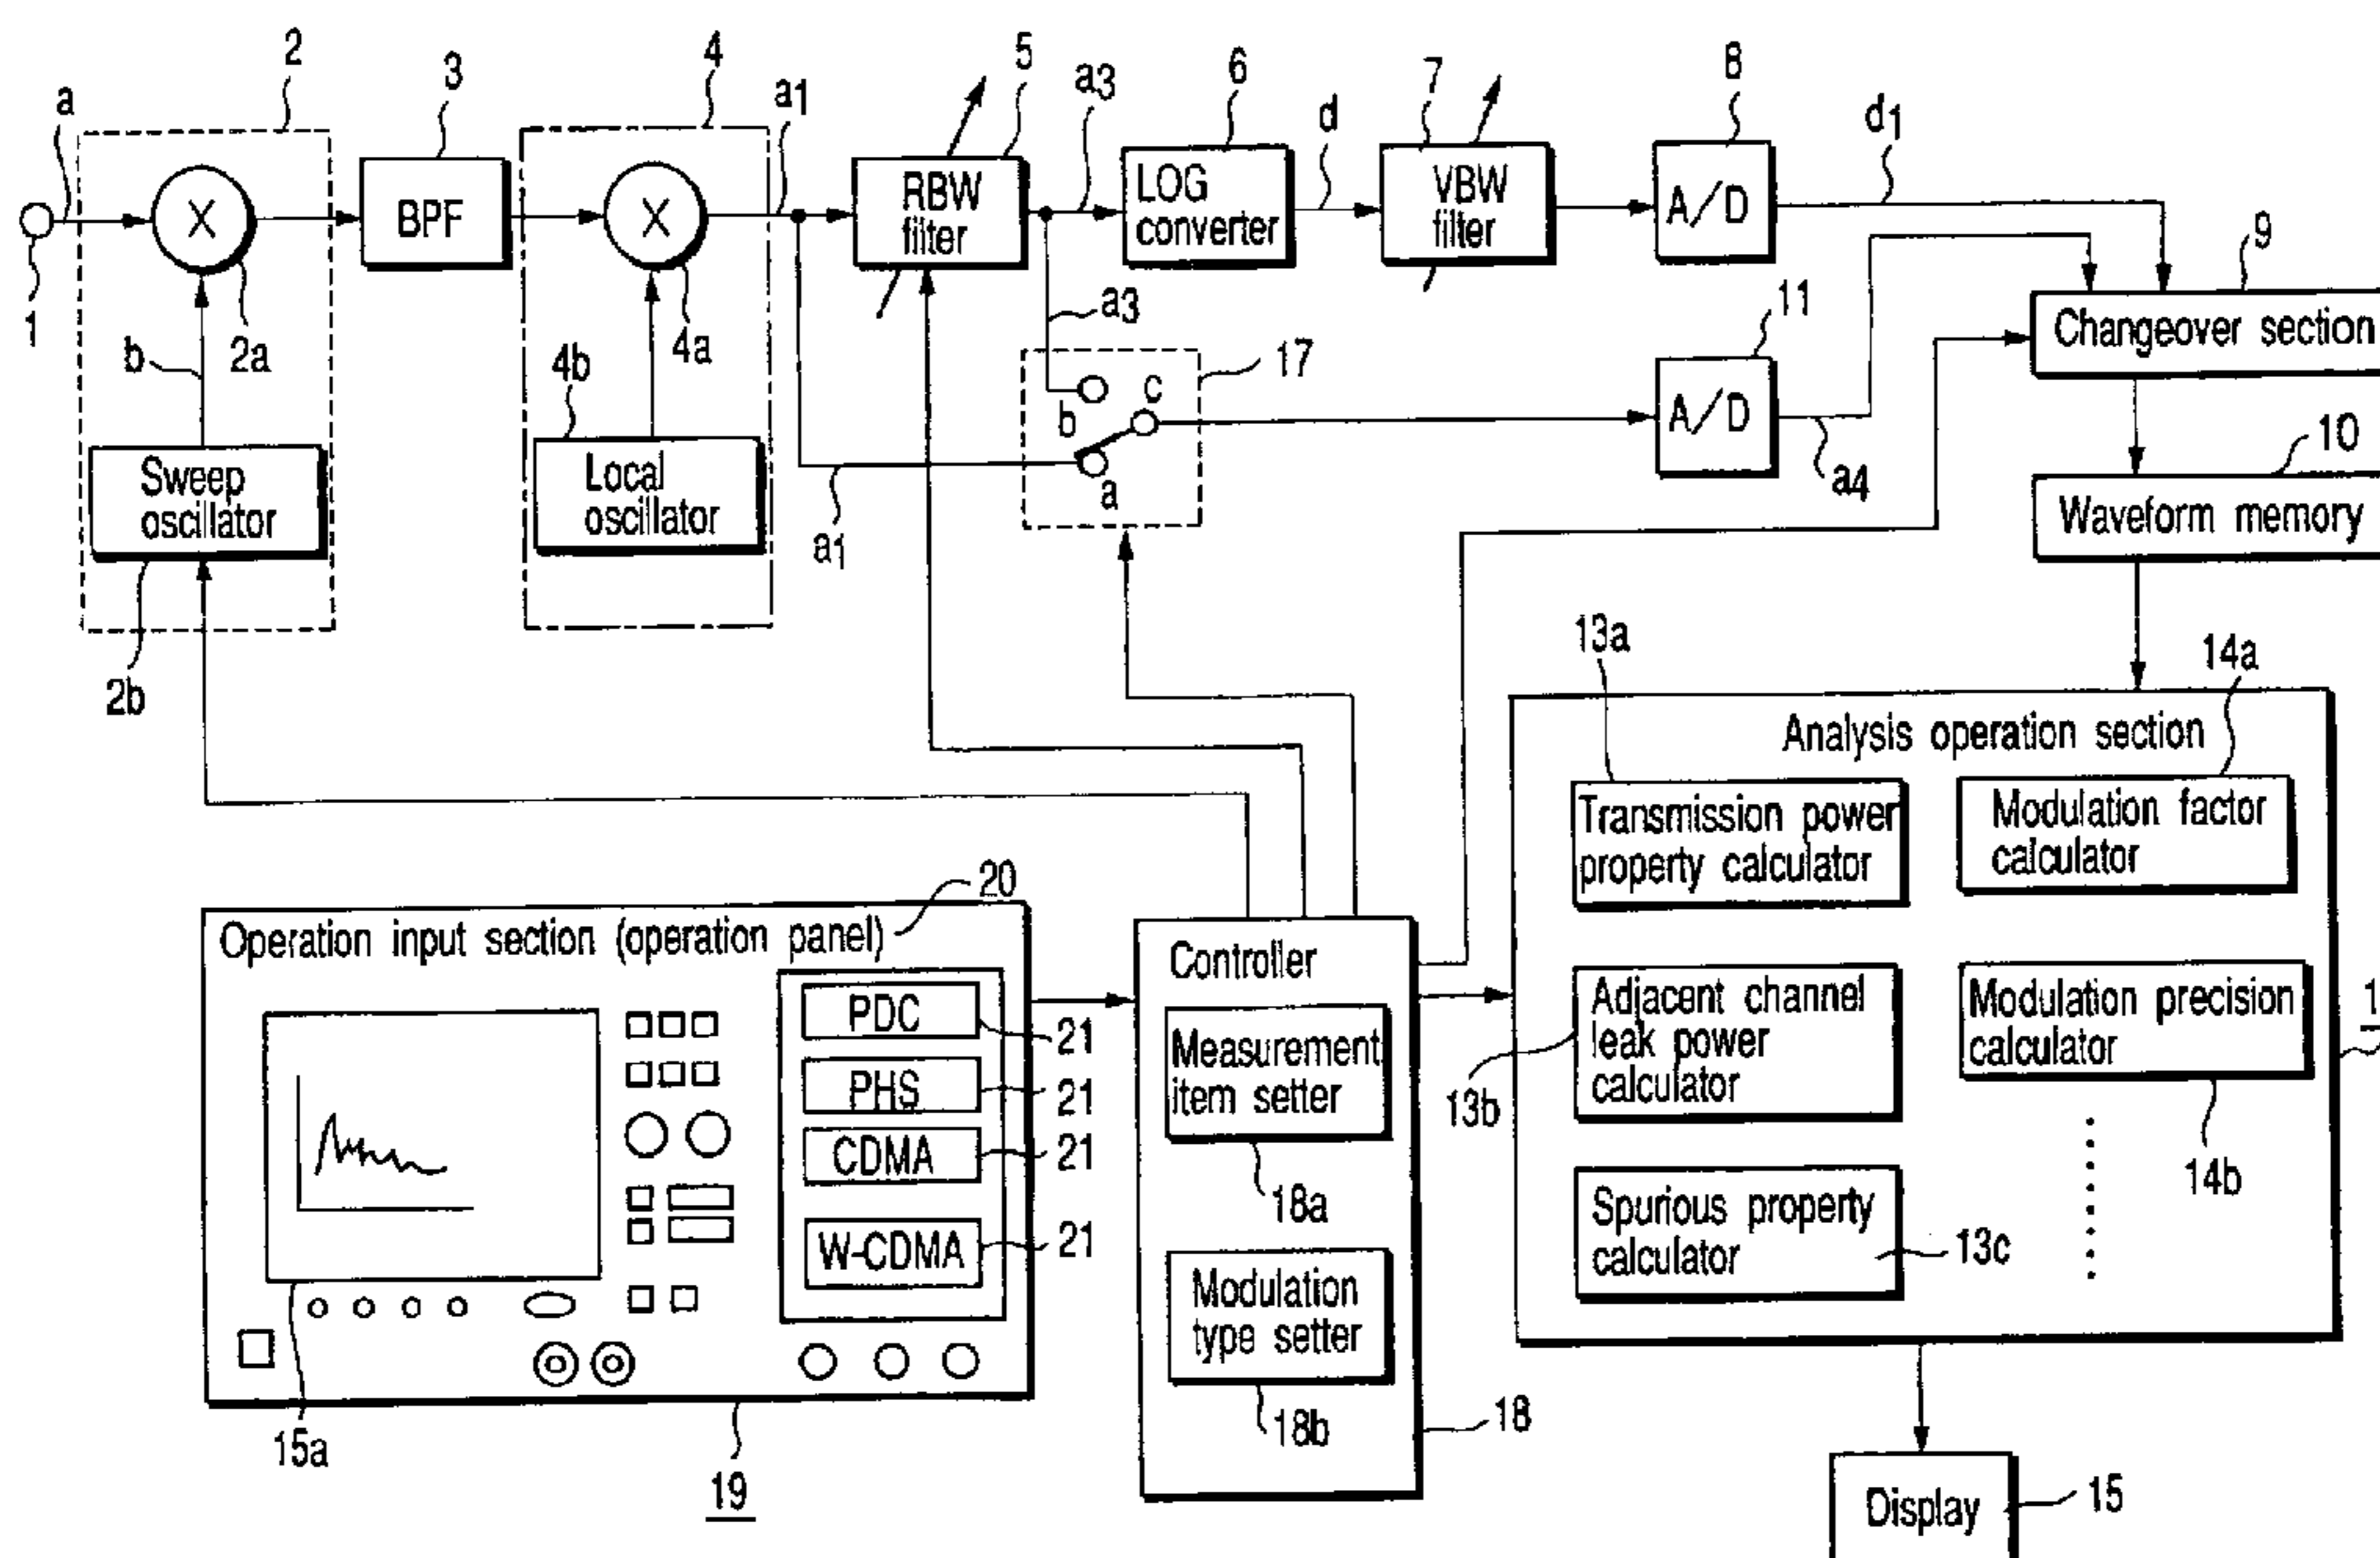 2
3
4
a1
5
a3
6
7
8
a
d
d1
X
BPF
X
RBW
filter
LOG
converter
VBW
filter
A/D
9
1
b
2a
4a
a3
11
Changeover section
4b
17
b
c
A/D
10
Sweep
oscillator
Local
oscillator
a
a4
Waveform memory
a1
2b
13a
14a
Analysis operation section
Transmission power
property calculator
Modulation factor
calculator
20
Operation input section (operation panel)
Controller
PDC
21
Measurement
item setter
Adjacent channel
leak power
calculator
Modulation precision
calculator
PHS
21
13b
CDMA
21
18a
14b
W-CDMA
21
Spurious property
calculator
13c
Modulation
type setter
18b
18
15a
19
Display
15